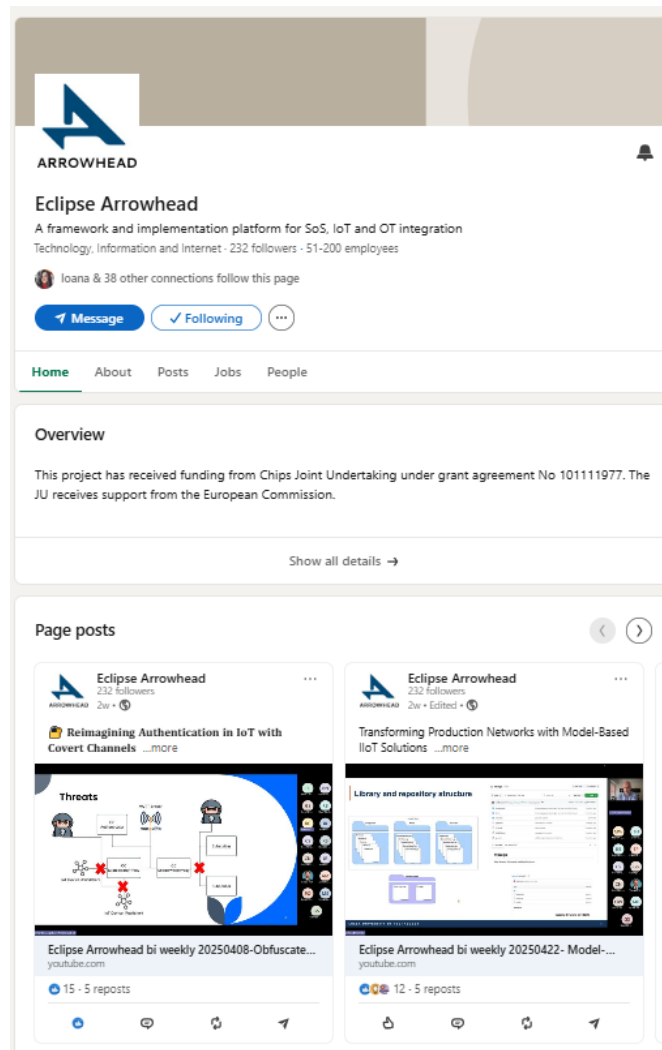 ARROWHEAD
Eclipse Arrowhead
A framework and implementation platform for SoS, IoT and OT integration
Technology, Information and Internet · 232 followers · 51-200 employees
Ioana & 38 other connections follow this page
Message
Following
Home About Posts Jobs People
Overview
This project has received funding from Chips Joint Undertaking under grant agreement No 101111977. The
JU receives support from the European Commission.
Show all details →
Page posts
Eclipse Arrowhead
232 followers
2w •
ARROWHEAD
Reimagining Authentication in IoT with
Covert Channels ...more
Threats
Eclipse Arrowhead bi weekly 20250408-Obfuscate...
youtube.com
15 · 5 reposts
Eclipse Arrowhead
232 followers
2w • Edited •
ARROWHEAD
Transforming Production Networks with Model-Based
IIoT Solutions ...more
Library and repository structure
Eclipse Arrowhead bi weekly 20250422- Model-...
youtube.com
12 · 5 reposts